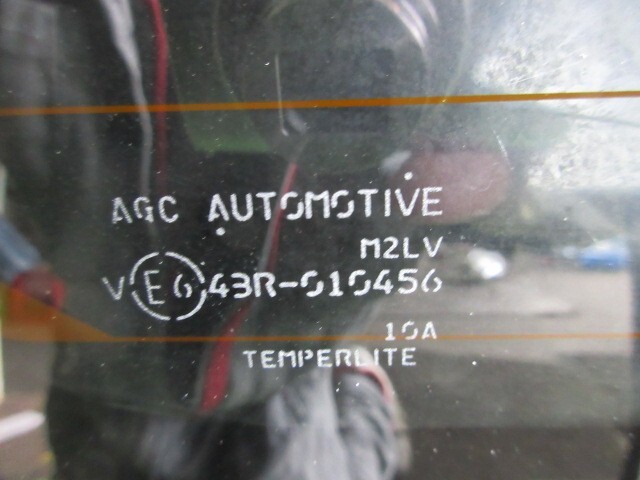 AGC AUTOMOTIVE
M2LV
V E6 43R-010456
10A
TEMPERLITE